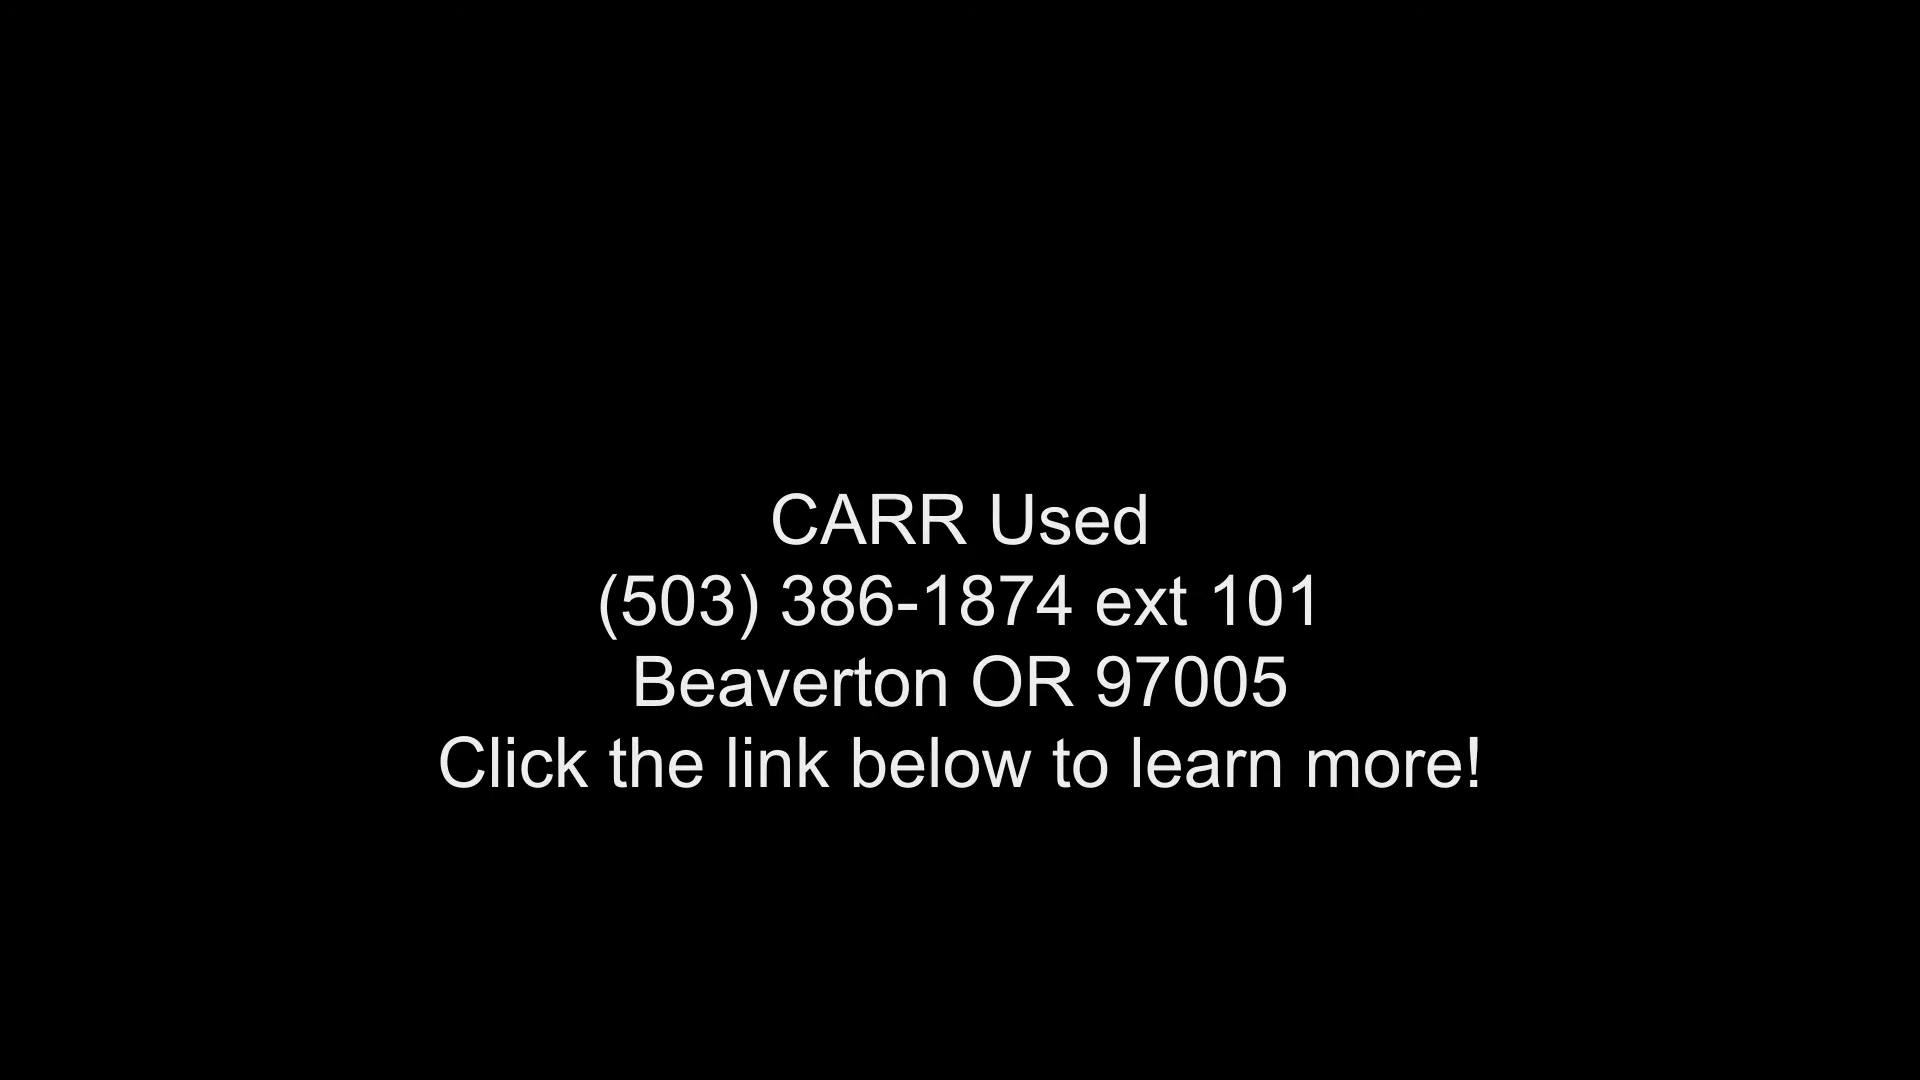 CARR Used
(503) 386-1874 ext 101
Beaverton OR 97005
Click the link below to learn more!